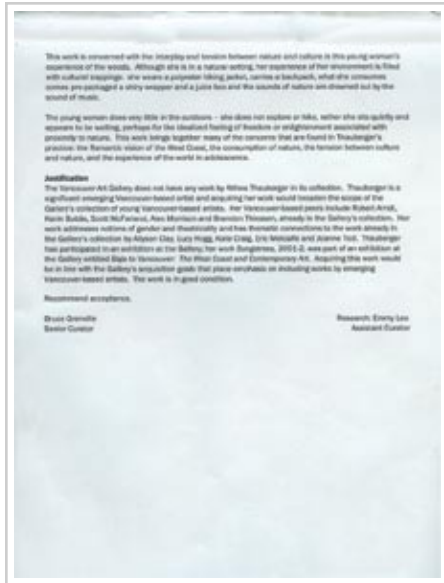 This work is concerned with the interplay and tension between nature and culture in this young woman's
experience of the woods. Although she is in a natural setting, her experience of her environment is filled
with cultural trappings: she wears a polyester hiking jacket, carries a backpack, what she consumes
comes pre-packaged a shiny wrapper and a juice box and the sounds of nature are drowned out by the
sound of music.
The young woman does very little in the outdoors – she does not explore or hike, rather she sits quietly and
appears to be waiting, perhaps for the idealized feeling of freedom or enlightenment associated with
proximity to nature. This work brings together many of the concerns that are found in Thauberger's
practice: the Romantic vision of the West Coast, the consumption of nature, the tension between culture
and nature, and the experience of the world in adolescence.
Justification
The Vancouver Art Gallery does not have any work by Althea Thauberger in its collection. Thauberger is a
significant emerging Vancouver-based artist and acquiring her work would broaden the scope of the
Gallery's collection of young Vancouver-based artists. Her Vancouver-based peers include Robert Arndt,
Karin Bubaš, Scott McFarland, Alex Morrison and Brendan Thiessen, already in the Gallery's collection. Her
work addresses notions of gender and theatricality and has thematic connections to the work already in
the Gallery's collection by Allyson Clay, Lucy Hogg, Kate Craig, Eric Metcalfe and Joanne Tod. Thauberger
has participated in an exhibition at the Gallery; her work Songstress, 2001-2, was part of an exhibition at
the Gallery entitled Baja to Vancouver: The West Coast and Contemporary Art. Acquiring this work would
be in line with the Gallery's acquisition goals that place emphasis on including works by emerging
Vancouver-based artists. The work is in good condition.
Recommend acceptance.
Bruce Grenville Research: Emmy Lee
Senior Curator Assistant Curator